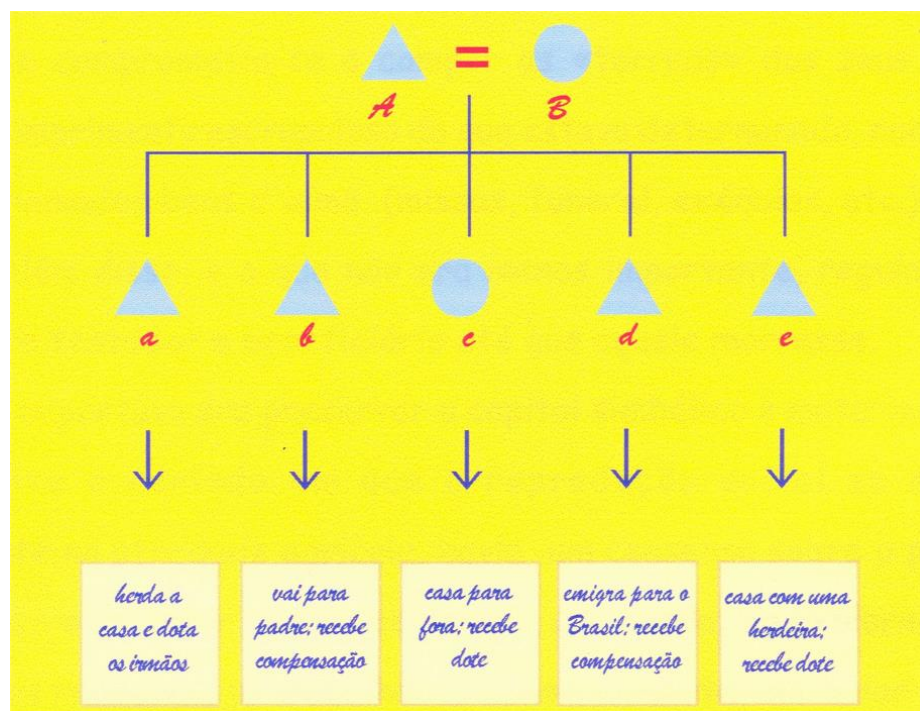 =
A B
a b c d e
herda a
casa e dota
os irmãos
vai para
padre; recebe
compensação
casa para
fora; recebe
dote
emigra para o
Brasil; recebe
compensação
casa com uma
herdeira;
recebe dote